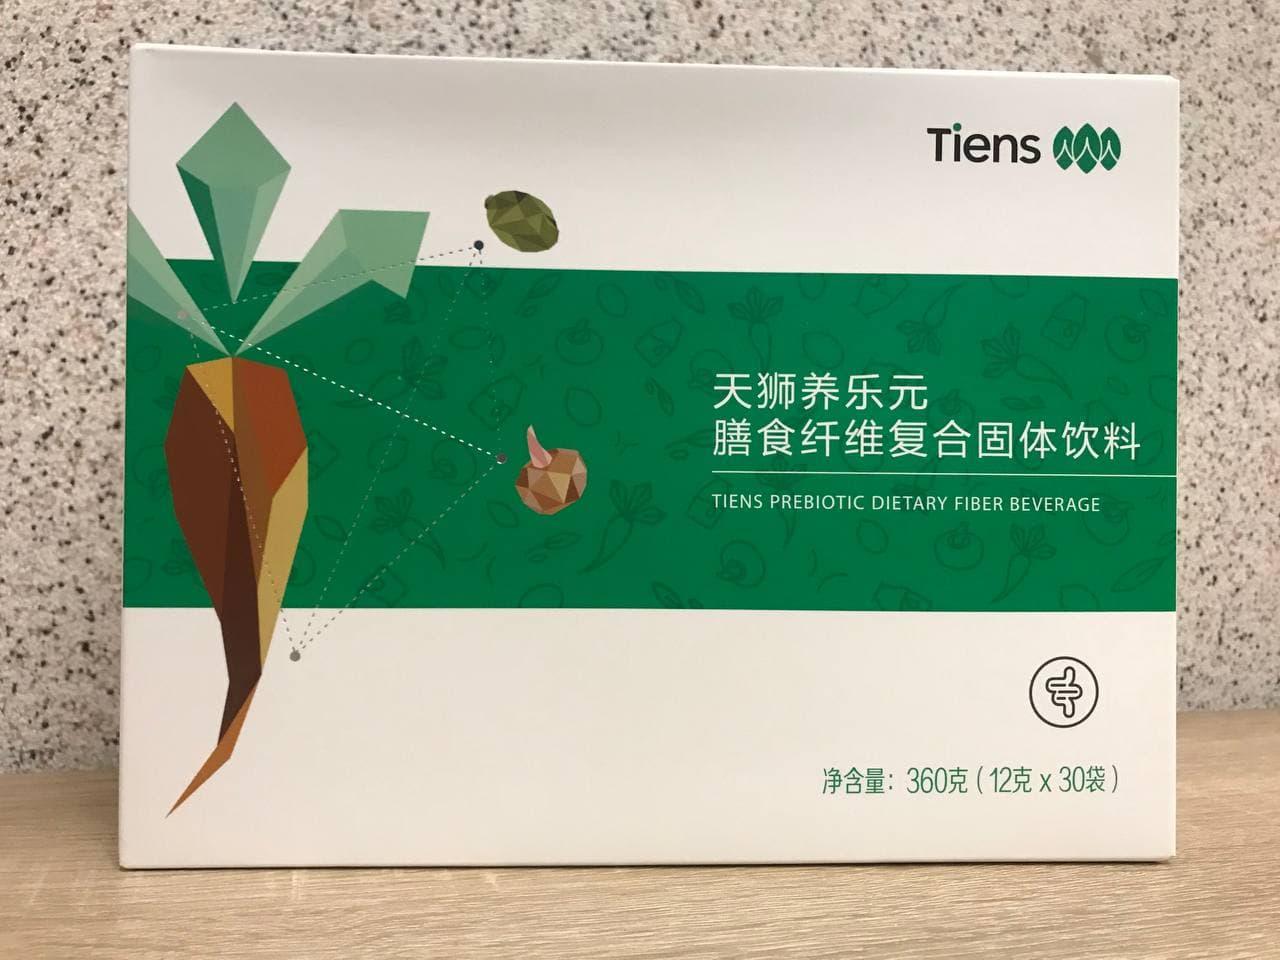 Tiens
天狮养乐元
膳食纤维复合固体饮料
TIENS PREBIOTIC DIETARY FIBER BEVERAGE
净含量：360克（12克 x 30袋）